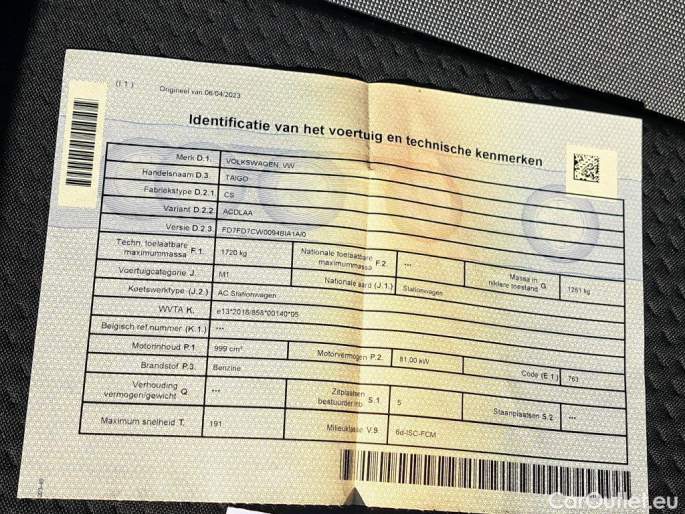 (I.1) Origineel van 06/04/2023
Identificatie van het voertuig en technische kenmerken
Merk D.1. VOLKSWAGEN, VW
Handelsnaam D.3. TAIGO
Fabriekstype D.2.1. CS
Variant D.2.2. ACDLAA
Versie D.2.3. FD7FD7CW0094BIA1A/0
Techn. toelaatbare maximummassa F.1. 1720 kg Nationale toelaatbare maximummassa F.2. *** Massa in rijklare toestand G. 1261 kg
Voertuigcategorie J. M1 Nationale aard (J.1.) Stationwagen
Koetswerktype (J.2.) AC Stationwagen
WVTA K. e13*2018/858*00140*05
Belgisch ref.nummer (K.1.) ***
Motorinhoud P.1. 999 cm³ Motorvermogen P.2. 81,00 kW Code (E.1.) 763
Brandstof P.3. Benzine
Verhouding vermogen/gewicht Q. *** Zitplaatsen bestuurder inb. S.1. 5 Staanplaatsen S.2. ***
Maximum snelheid T. 191 Milieuklasse V.9. 6d-ISC-FCM
CarOutlet.eu